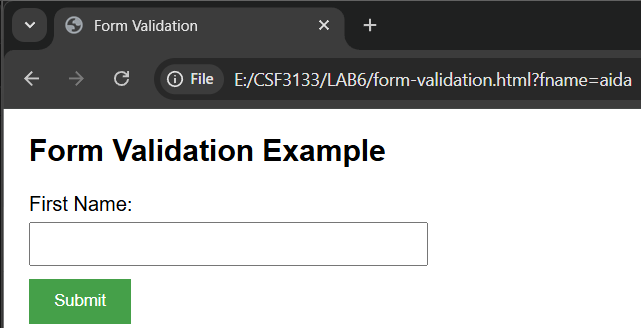 Form Validation
File E:/CSF3133/LAB6/form-validation.html?fname=aida
Form Validation Example
First Name:
Submit